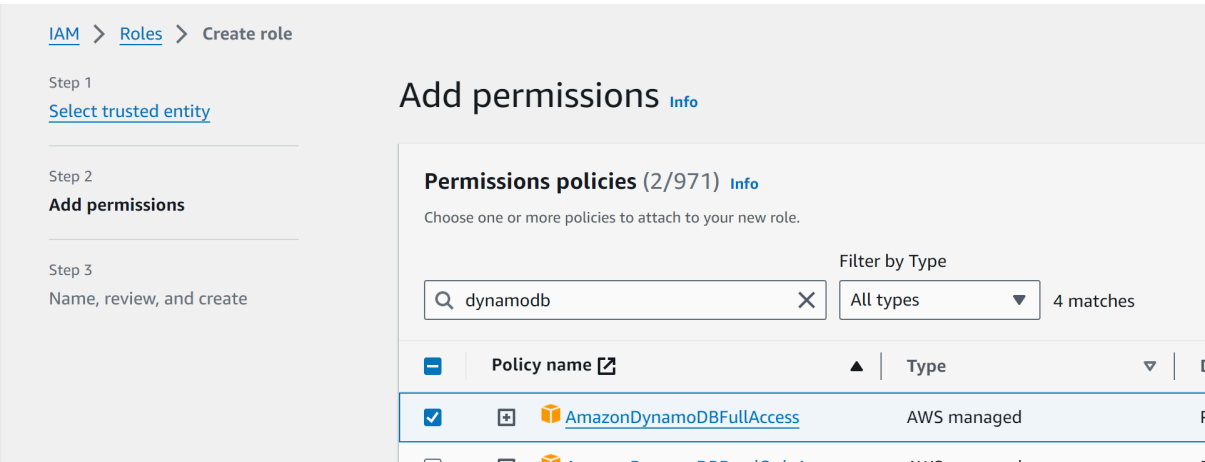 IAM > Roles > Create role
Step 1
Select trusted entity
Step 2
Add permissions
Step 3
Name, review, and create
Add permissions Info
Permissions policies (2/971) Info
Choose one or more policies to attach to your new role.
Filter by Type
dynamodb
All types
4 matches
Policy name
Type
AmazonDynamoDBFullAccess
AWS managed